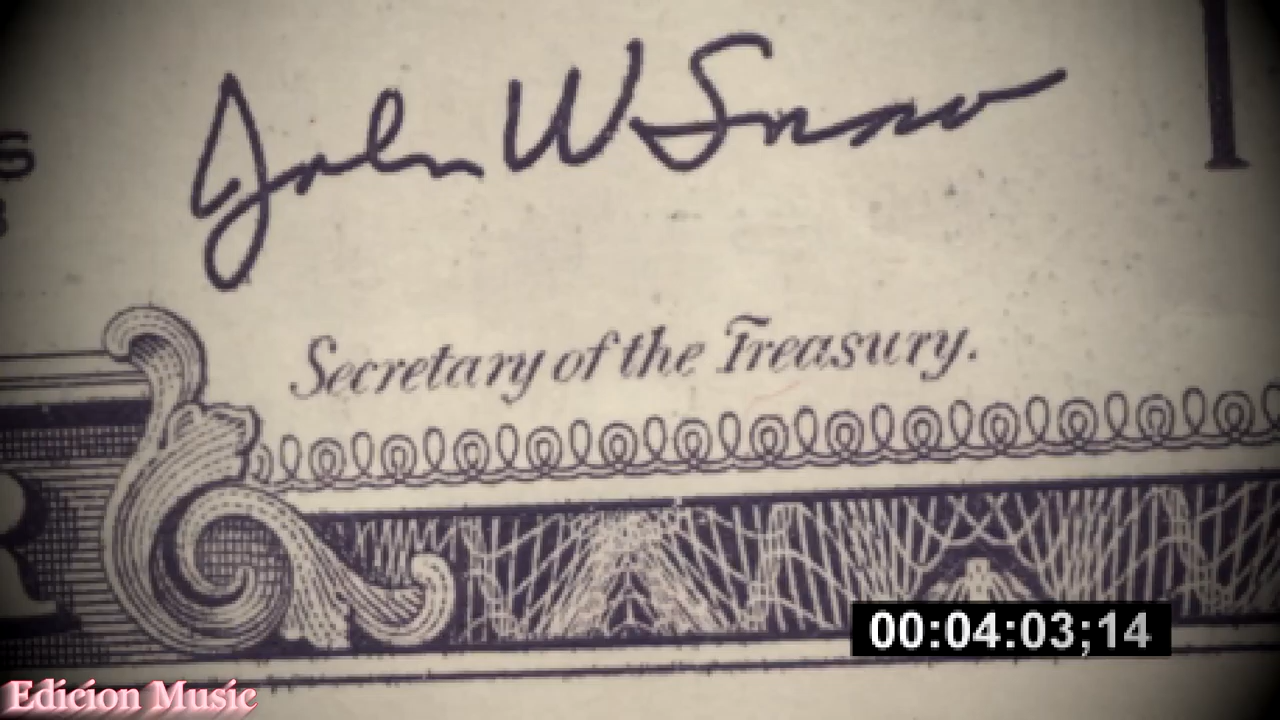 John W Snow
Secretary of the Treasury.
00:04:03;14
Edicion Music